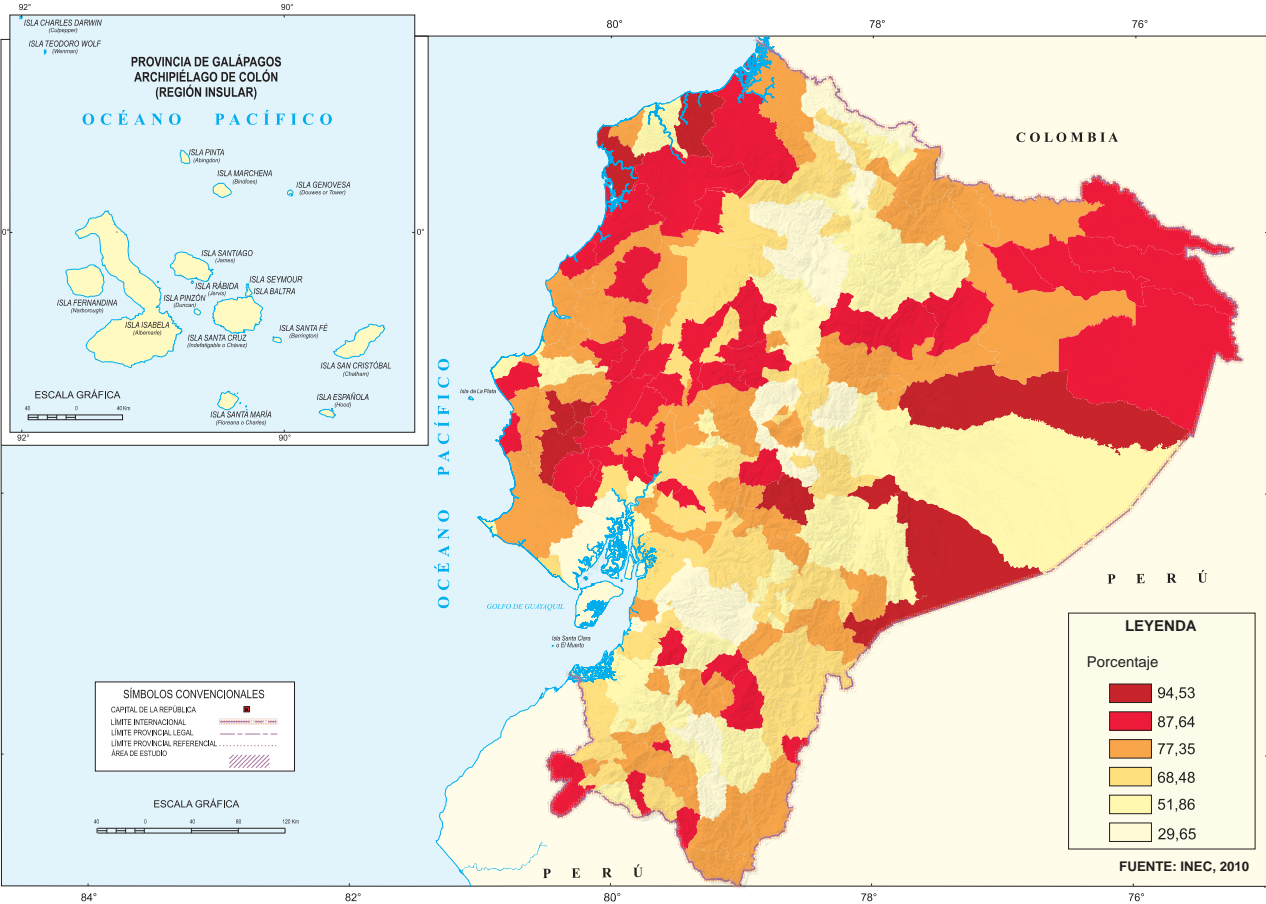 92°
90°
80°
78°
76°
ISLA CHARLES DARWIN
(Culpepper)
ISLA TEODORO WOLF
(Wenman)
PROVINCIA DE GALÁPAGOS
ARCHIPIÉLAGO DE COLÓN
(REGIÓN INSULAR)
OCÉANO PACÍFICO
ISLA PINTA
(Abingdon)
ISLA MARCHENA
(Bindloes)
ISLA GENOVESA
(Douwes or Tower)
0°
0°
ISLA SANTIAGO
(James)
ISLA RÁBIDA
(Jarvis)
ISLA SEYMOUR
ISLA BALTRA
ISLA FERNANDINA
(Narborough)
ISLA PINZÓN
(Duncan)
ISLA ISABELA
(Albemarle)
ISLA SANTA CRUZ
(Indefatigable o Chávez)
ISLA SANTA FÉ
(Barrington)
ISLA SAN CRISTÓBAL
(Chatham)
ISLA ESPAÑOLA
(Hood)
ISLA SANTA MARÍA
(Floreana o Charles)
ESCALA GRÁFICA
40 0 40 Km
92°
90°
COLOMBIA
OCÉANO PACÍFICO
Isla de La Plata
GOLFO DE GUAYAQUIL
Isla Santa Clara
o El Muerto
PERÚ
PERÚ
LEYENDA
Porcentaje
94,53
87,64
77,35
68,48
51,86
29,65
FUENTE: INEC, 2010
SÍMBOLOS CONVENCIONALES
CAPITAL DE LA REPÚBLICA
LÍMITE INTERNACIONAL
LÍMITE PROVINCIAL LEGAL
LÍMITE PROVINCIAL REFERENCIAL
ÁREA DE ESTUDIO
ESCALA GRÁFICA
40 0 40 80 120 Km
84°
82°
80°
78°
76°